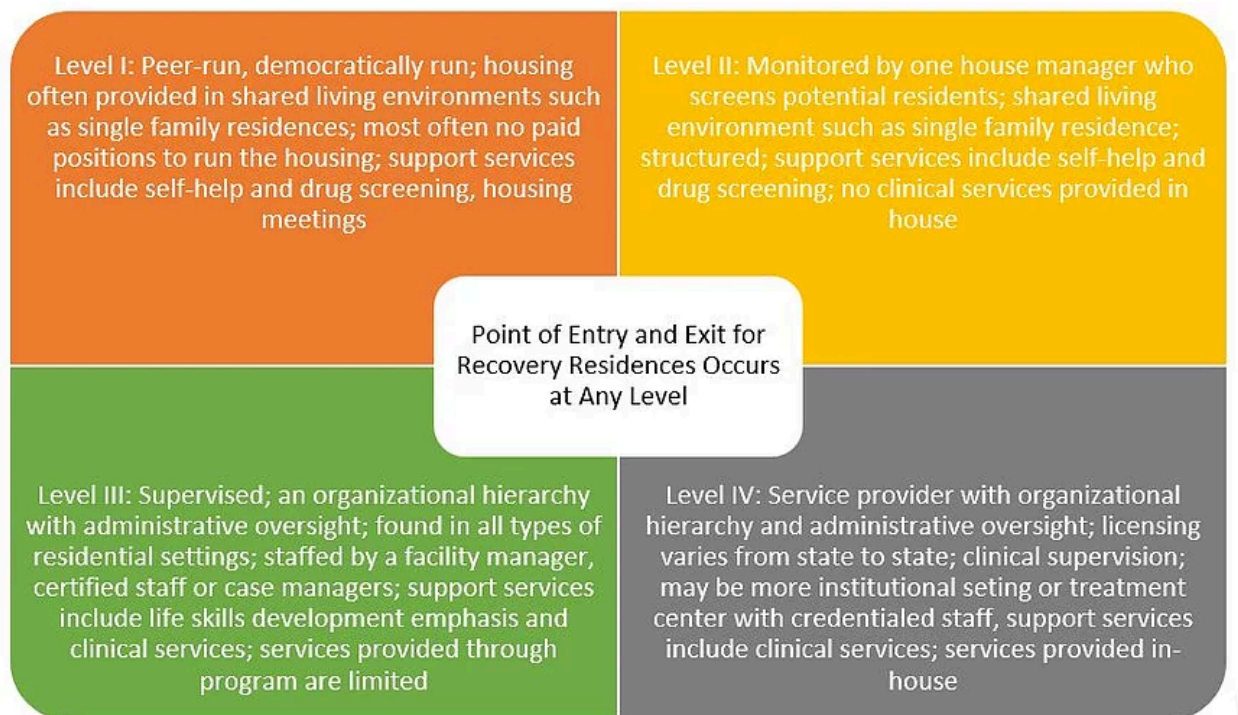 Level I: Peer-run, democratically run; housing
often provided in shared living environments such
as single family residences; most often no paid
positions to run the housing; support services
include self-help and drug screening, housing
meetings
Level II: Monitored by one house manager who
screens potential residents; shared living
environment such as single family residence;
structured; support services include self-help and
drug screening; no clinical services provided in
house
Point of Entry and Exit for
Recovery Residences Occurs
at Any Level
Level III: Supervised; an organizational hierarchy
with administrative oversight; found in all types of
residential settings; staffed by a facility manager,
certified staff or case managers; support services
include life skills development emphasis and
clinical services; services provided through
program are limited
Level IV: Service provider with organizational
hierarchy and administrative oversight; licensing
varies from state to state; clinical supervision;
may be more institutional seting or treatment
center with credentialed staff, support services
include clinical services; services provided in-
house